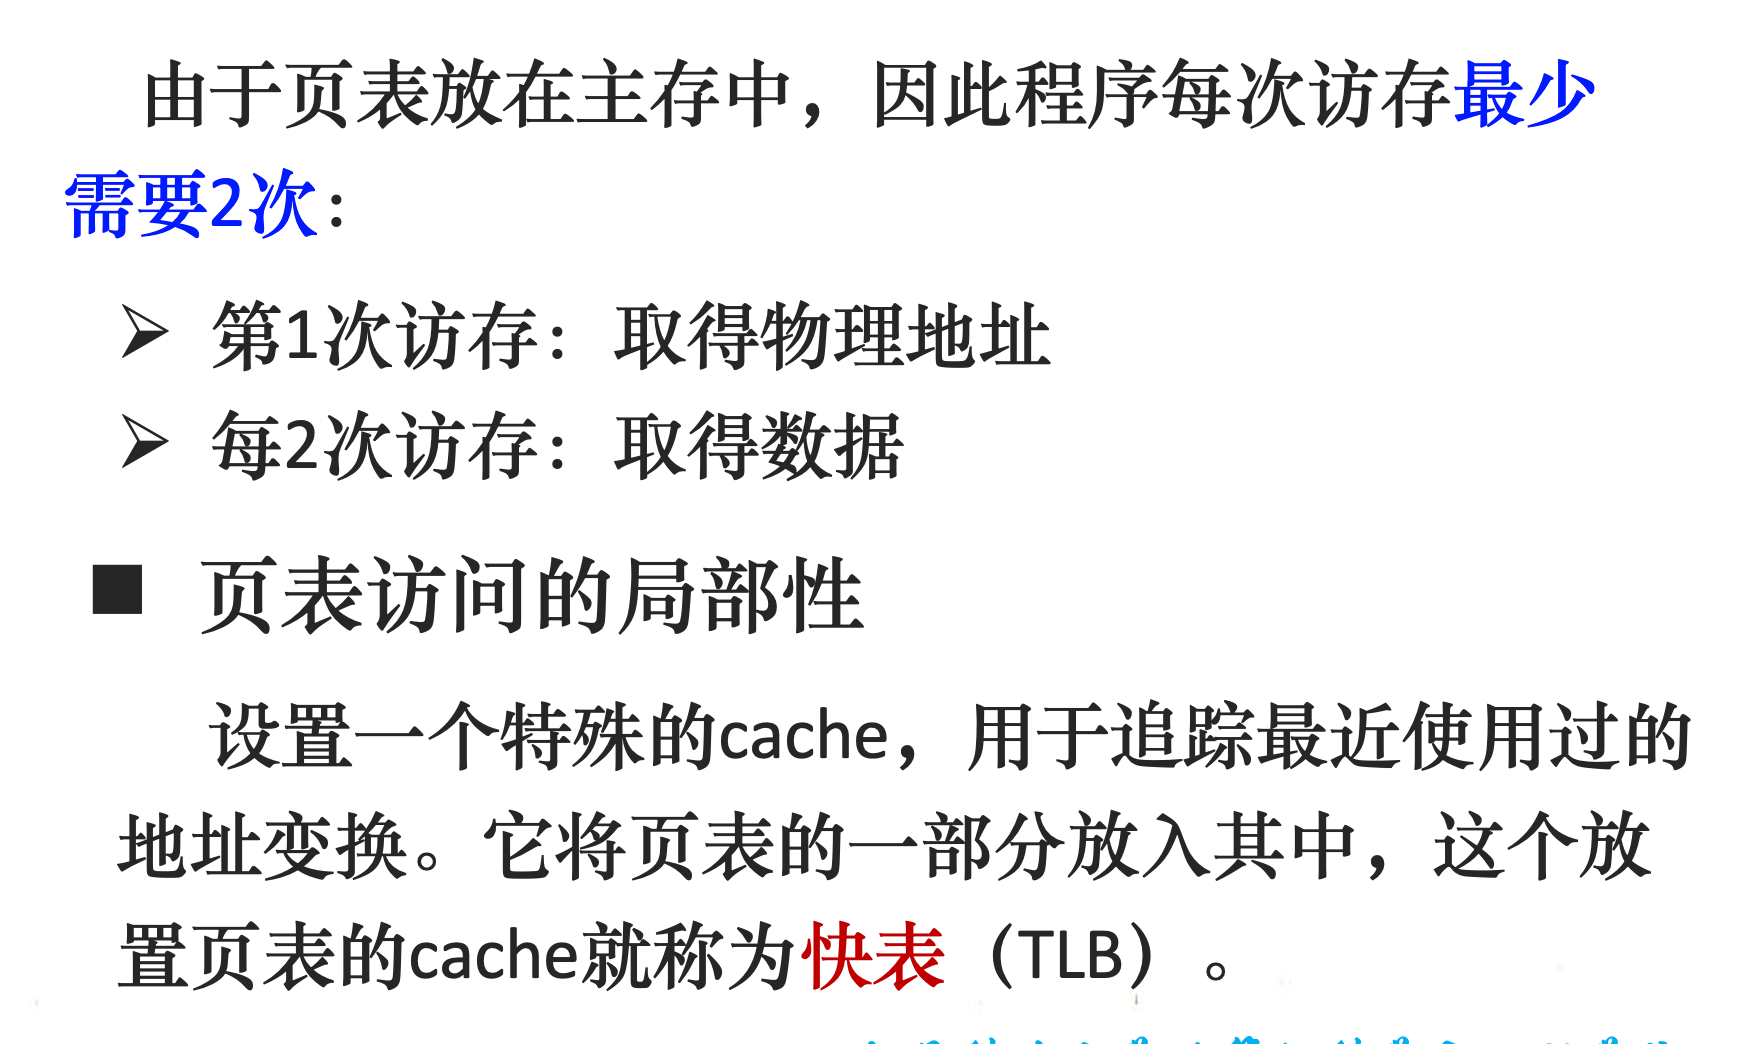 由于页表放在主存中，因此程序每次访存最少
需要2次：
➢ 第1次访存：取得物理地址
➢ 每2次访存：取得数据
■ 页表访问的局部性
设置一个特殊的cache，用于追踪最近使用过的
地址变换。它将页表的一部分放入其中，这个放
置页表的cache就称为快表（TLB）。